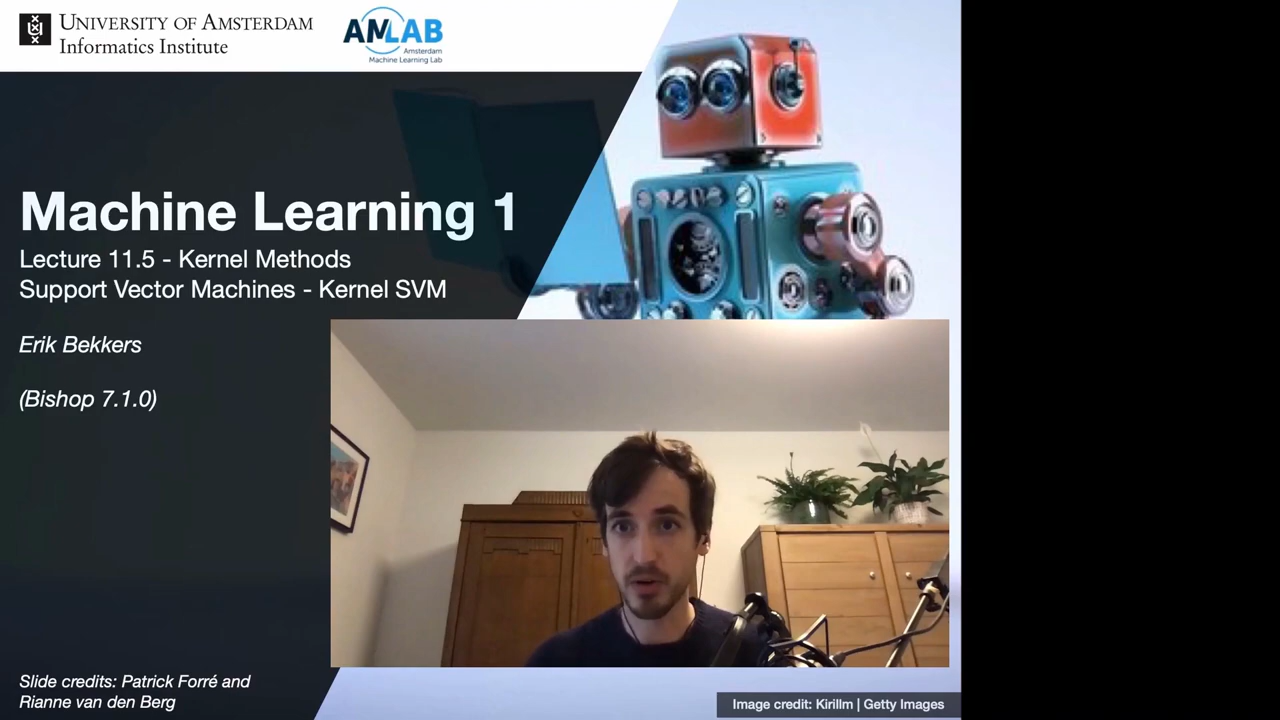 UNIVERSITY OF AMSTERDAM
Informatics Institute
AMLAB
Amsterdam
Machine Learning Lab
Machine Learning 1
Lecture 11.5 - Kernel Methods
Support Vector Machines - Kernel SVM
Erik Bekkers
(Bishop 7.1.0)
Slide credits: Patrick Forré and
Rianne van den Berg
Image credit: Kirillm | Getty Images